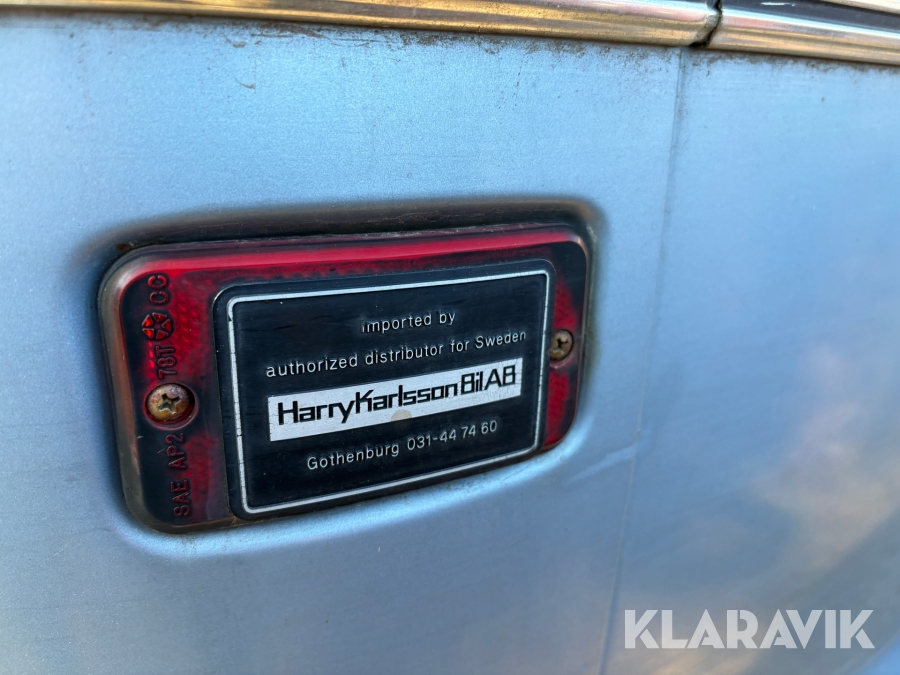 imported by
authorized distributor for Sweden
HarryKarlsson Bil AB
Gothenburg 031-44 74 60
SAE AP2 78T CC
KLARAVIK